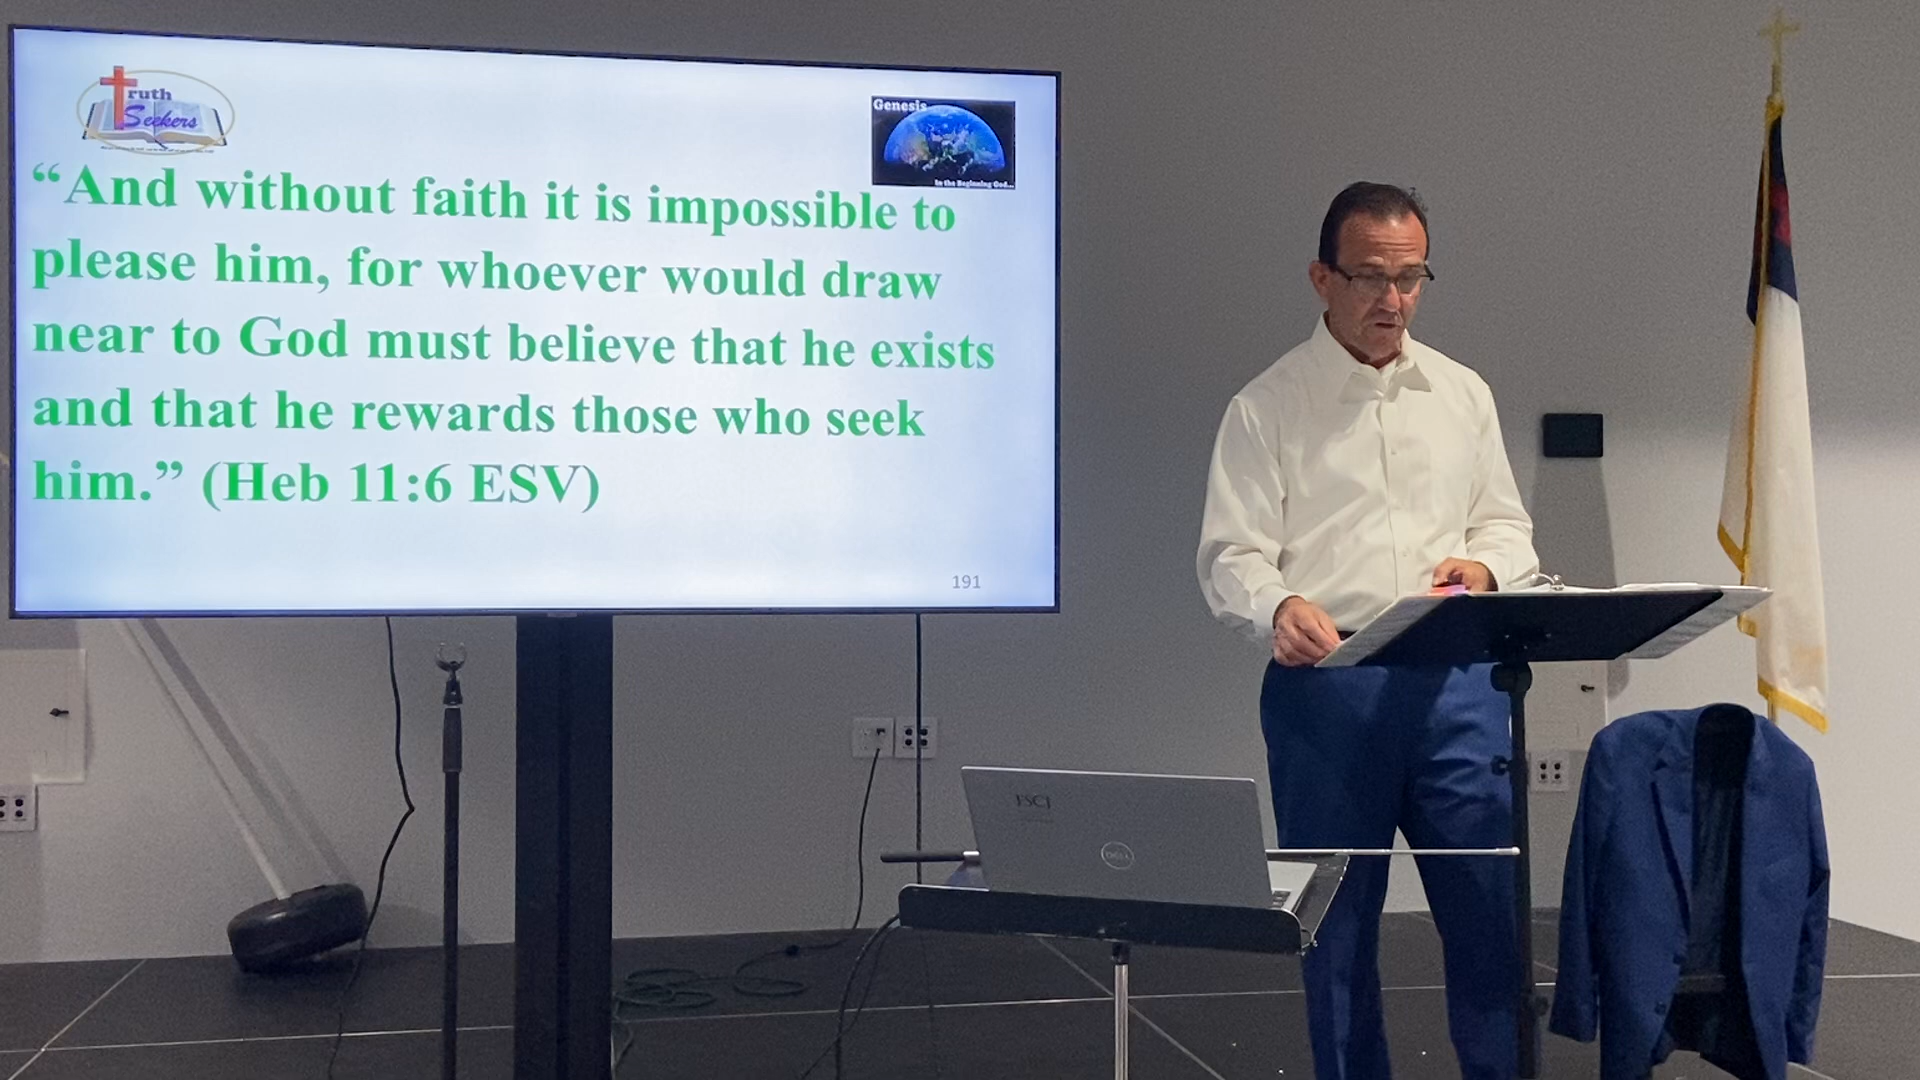 Truth
Seekers
Genesis
In the Beginning God...
“And without faith it is impossible to
please him, for whoever would draw
near to God must believe that he exists
and that he rewards those who seek
him.” (Heb 11:6 ESV)
191
FSCJ
DELL